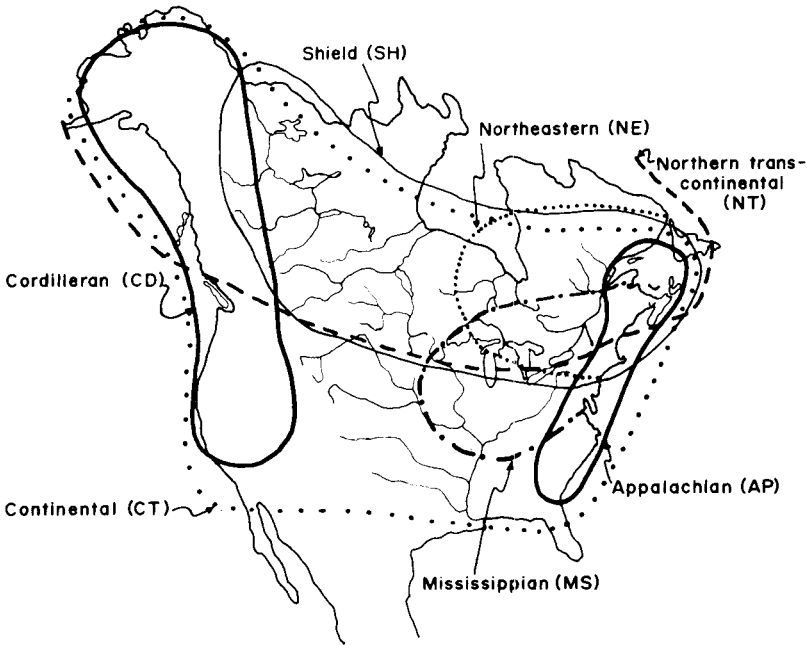 Shield (SH)
Northeastern (NE)
Northern trans-
continental
(NT)
Cordilleran (CD)
Continental (CT)
Appalachian (AP)
Mississippian (MS)